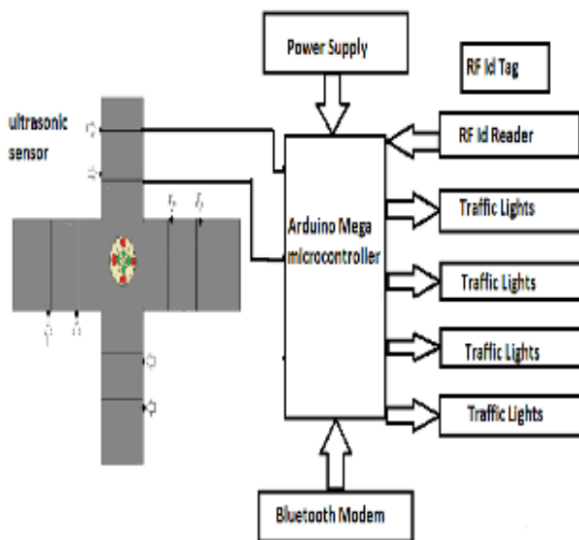 Power Supply
RF Id Tag
ultrasonic
sensor
RF Id Reader
Arduino Mega
microcontroller
Traffic Lights
Traffic Lights
Traffic Lights
Traffic Lights
Bluetooth Modem